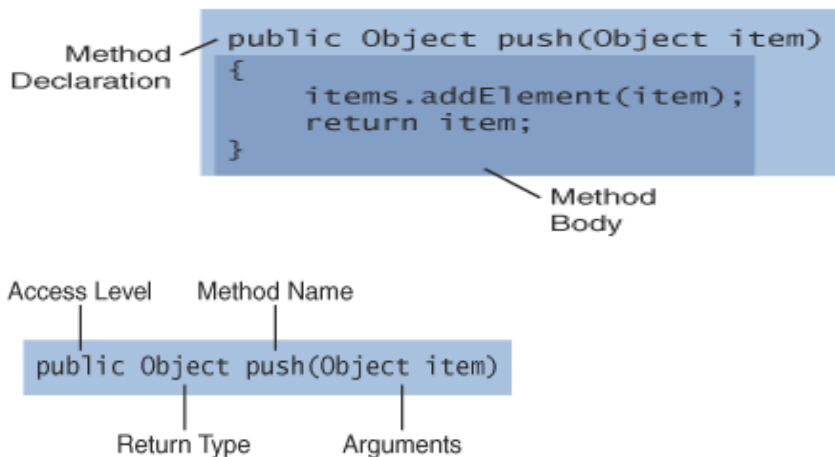 public Object push(Object item)
Method
Declaration
{
items.addElement(item);
return item;
}
Method
Body
Access Level
Method Name
public Object push(Object item)
Return Type
Arguments